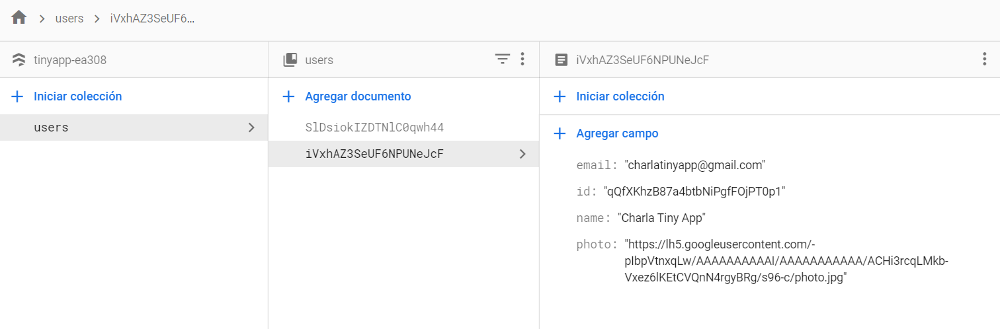 users
iVxhAZ3SeUF6...
tinyapp-ea308
users
iVxhAZ3SeUF6NPUNeJcF
Iniciar colección
Agregar documento
Iniciar colección
users
SlDsiokIZDTNlC0qwh44
iVxhAZ3SeUF6NPUNeJcF
Agregar campo
email: "charlatinyapp@gmail.com"
id: "qQfXKhzB87a4btbNiPgfFOjPT0p1"
name: "Charla Tiny App"
photo: "https://lh5.googleusercontent.com/-
pIbpVtnxqLw/AAAAAAAAAAI/AAAAAAAAAAA/ACHi3rcqLMkb-
Vxez6lKEtCVQnN4rgyBRg/s96-c/photo.jpg"